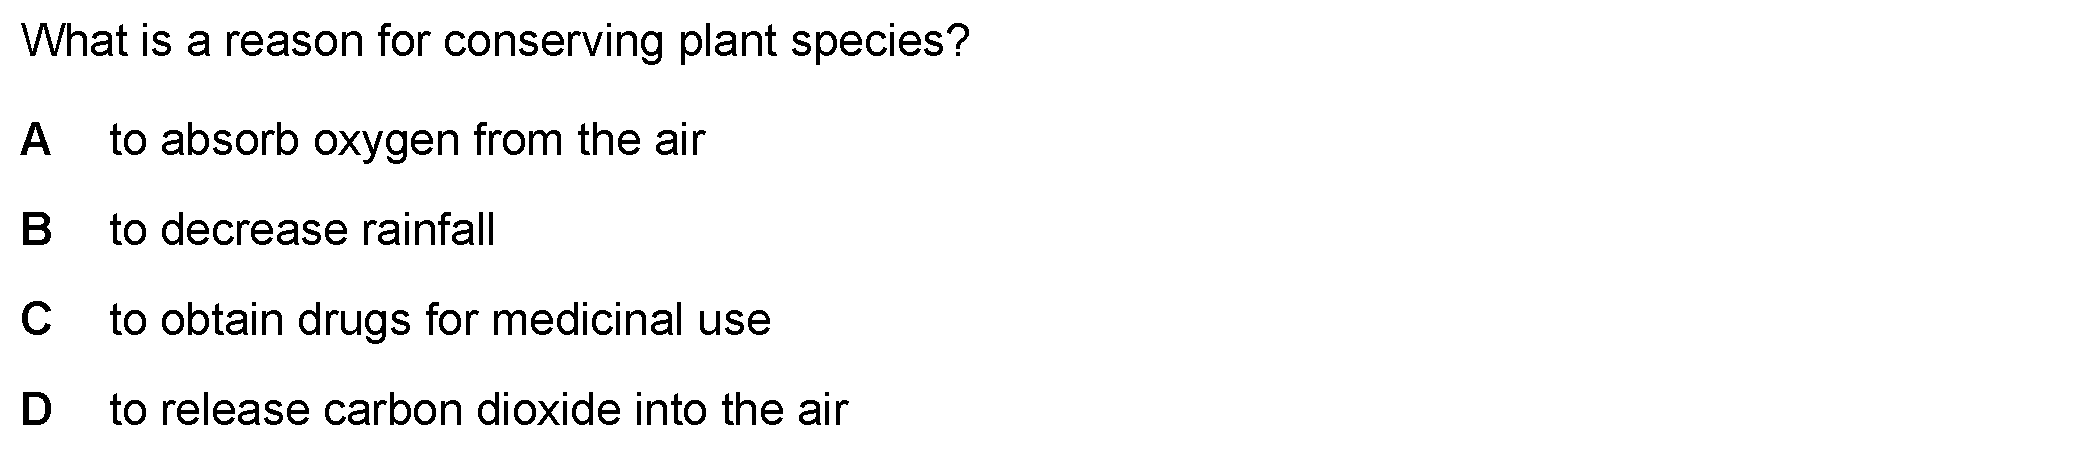 What is a reason for conserving plant species?
A to absorb oxygen from the air
B to decrease rainfall
C to obtain drugs for medicinal use
D to release carbon dioxide into the air